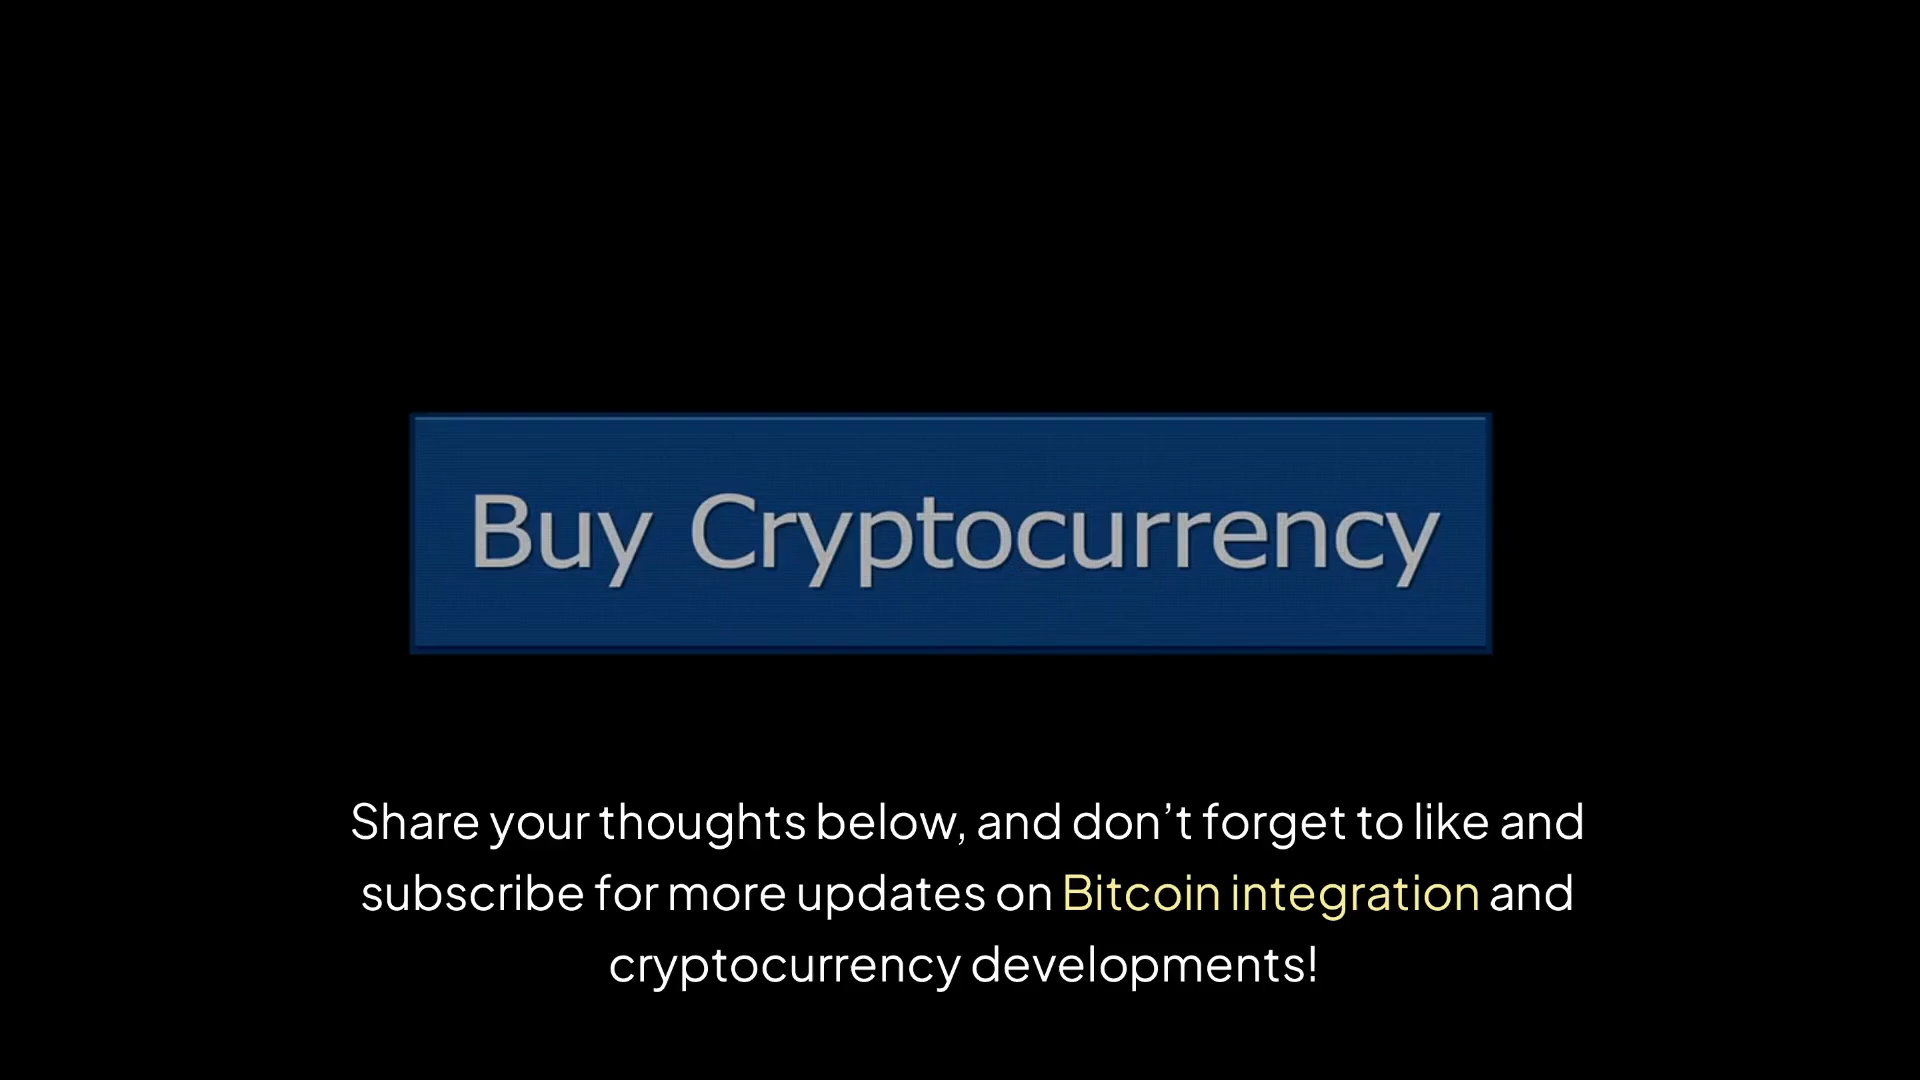 Buy Cryptocurrency
Share your thoughts below, and don’t forget to like and
subscribe for more updates on Bitcoin integration and
cryptocurrency developments!